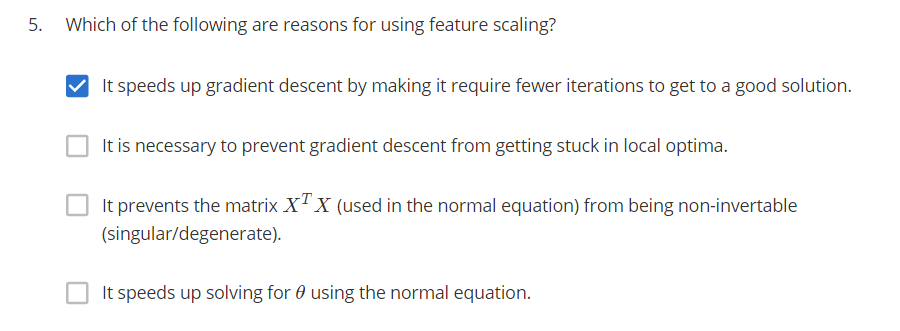 5. Which of the following are reasons for using feature scaling?
It speeds up gradient descent by making it require fewer iterations to get to a good solution.
It is necessary to prevent gradient descent from getting stuck in local optima.
It prevents the matrix X^T X (used in the normal equation) from being non-invertable
(singular/degenerate).
It speeds up solving for θ using the normal equation.